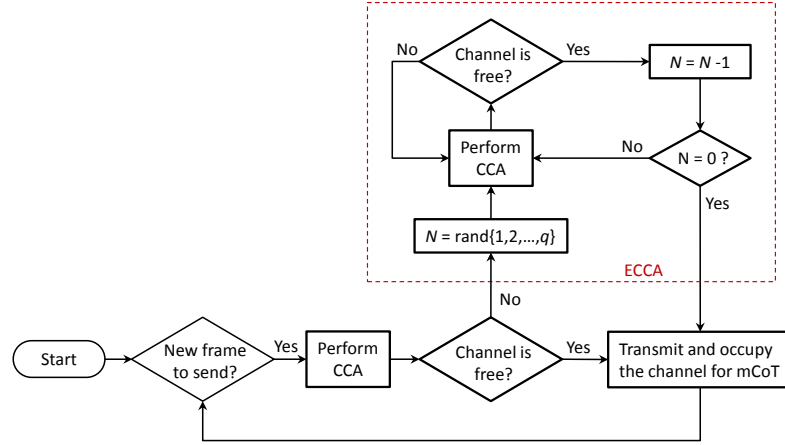 No
Channel is
free?
Yes
N = N -1
Perform
CCA
No
N = 0 ?
Yes
N = rand{1,2,...,q}
ECCA
No
Start
New frame
to send?
Yes
Perform
CCA
Channel is
free?
Yes
Transmit and occupy
the channel for mCoT